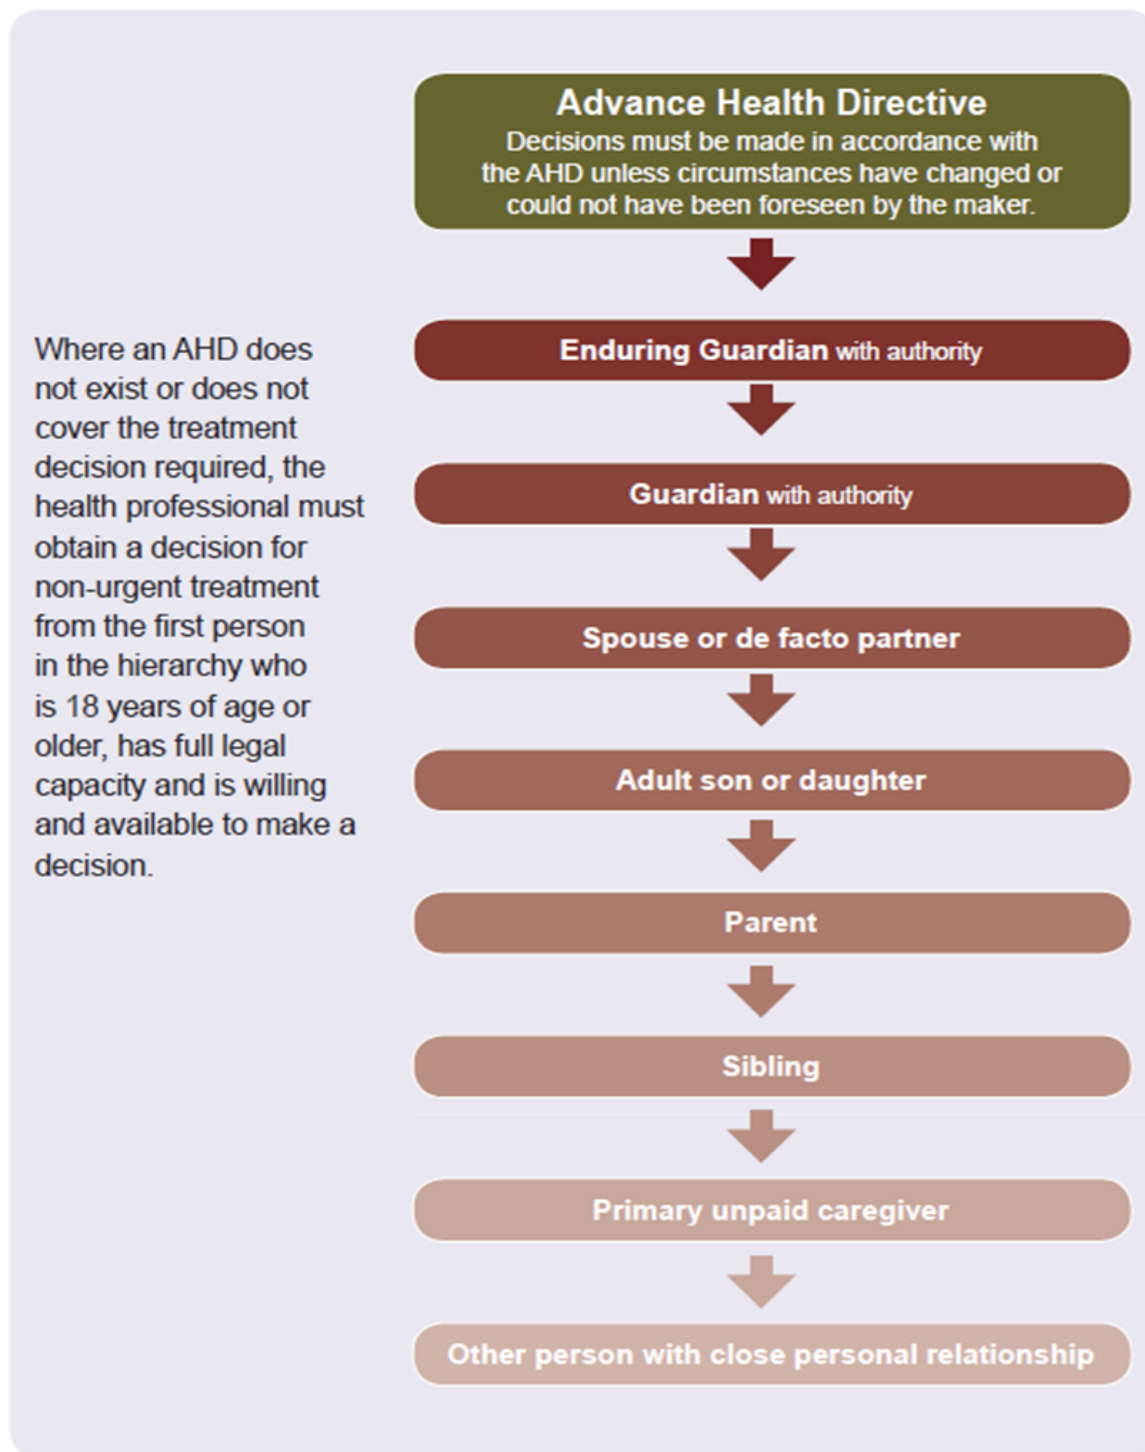 Advance Health Directive
Decisions must be made in accordance with
the AHD unless circumstances have changed or
could not have been foreseen by the maker.
Where an AHD does
not exist or does not
cover the treatment
decision required, the
health professional must
obtain a decision for
non-urgent treatment
from the first person
in the hierarchy who
is 18 years of age or
older, has full legal
capacity and is willing
and available to make a
decision.
Enduring Guardian with authority
Guardian with authority
Spouse or de facto partner
Adult son or daughter
Parent
Sibling
Primary unpaid caregiver
Other person with close personal relationship